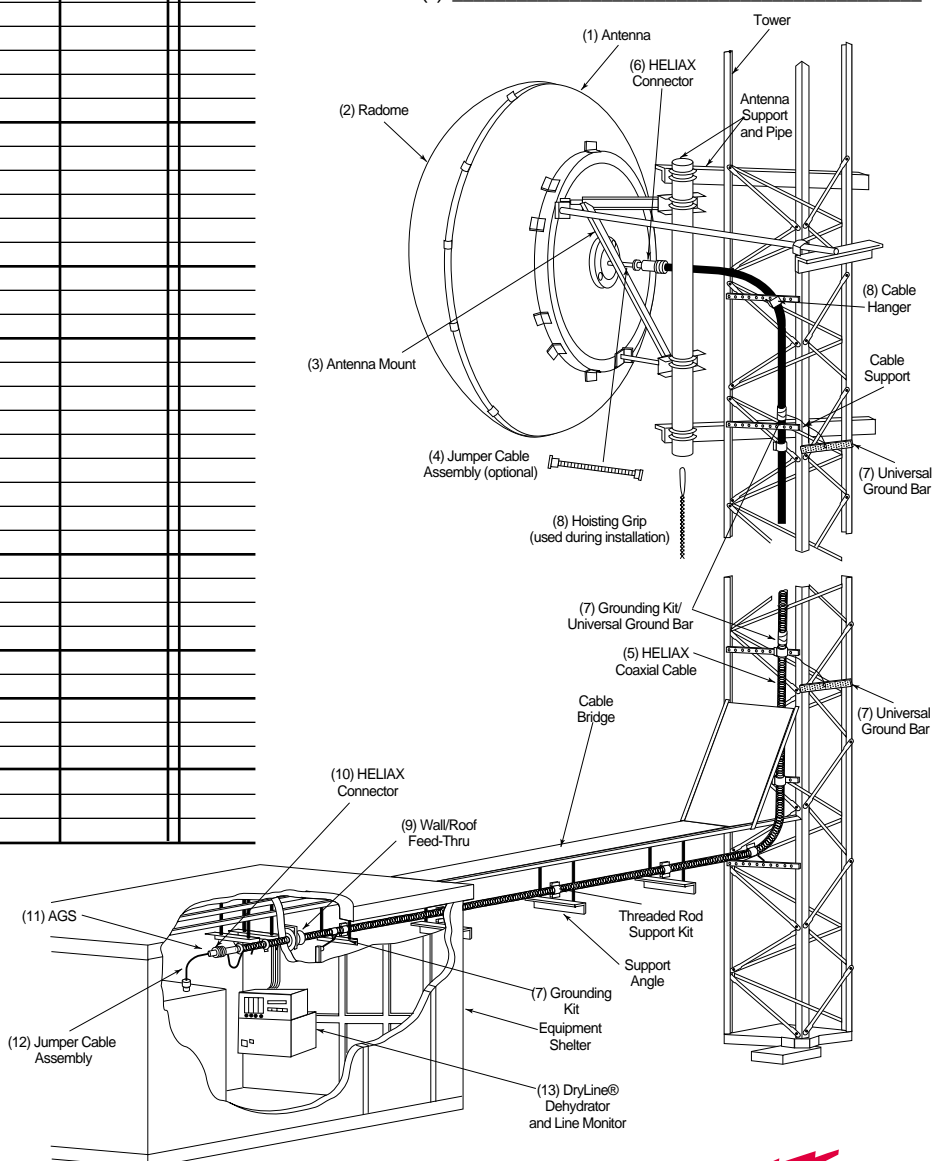 Tower
(1) Antenna
(6) HELIAX
Connector
(2) Radome
Antenna
Support
and Pipe
(8) Cable
Hanger
(3) Antenna Mount
Cable
Support
(4) Jumper Cable
Assembly (optional)
(7) Universal
Ground Bar
(8) Hoisting Grip
(used during installation)
(7) Grounding Kit/
Universal Ground Bar
(5) HELIAX
Coaxial Cable
Cable
Bridge
(7) Universal
Ground Bar
(10) HELIAX
Connector
(9) Wall/Roof
Feed-Thru
(11) AGS
Threaded Rod
Support Kit
Support
Angle
(7) Grounding
Kit
Equipment
Shelter
(12) Jumper Cable
Assembly
(13) DryLine®
Dehydrator
and Line Monitor